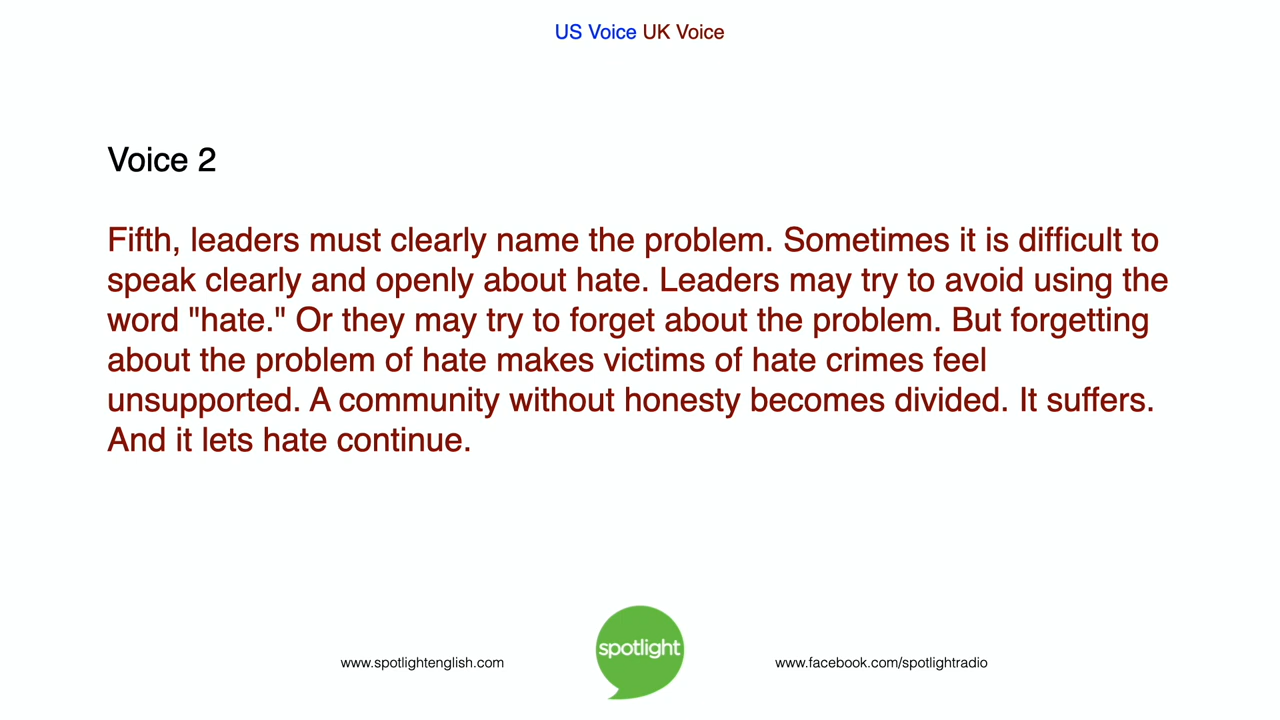 US Voice UK Voice
Voice 2
Fifth, leaders must clearly name the problem. Sometimes it is difficult to
speak clearly and openly about hate. Leaders may try to avoid using the
word "hate." Or they may try to forget about the problem. But forgetting
about the problem of hate makes victims of hate crimes feel
unsupported. A community without honesty becomes divided. It suffers.
And it lets hate continue.
www.spotlightenglish.com
spotlight
www.facebook.com/spotlightradio